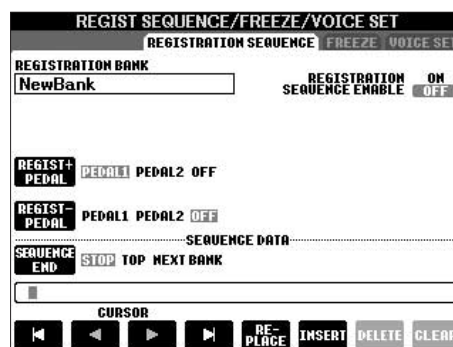 REGIST SEQUENCE/FREEZE/VOICE SET
REGISTRATION SEQUENCE FREEZE VOICE SET
REGISTRATION BANK
NewBank
REGISTRATION SEQUENCE ENABLE ON OFF
REGIST+ PEDAL PEDAL1 PEDAL2 OFF
REGIST- PEDAL PEDAL1 PEDAL2 OFF
SEQUENCE DATA
SEQUENCE END STOP TOP NEXT BANK
CURSOR
RE-PLACE INSERT DELETE CLEAR